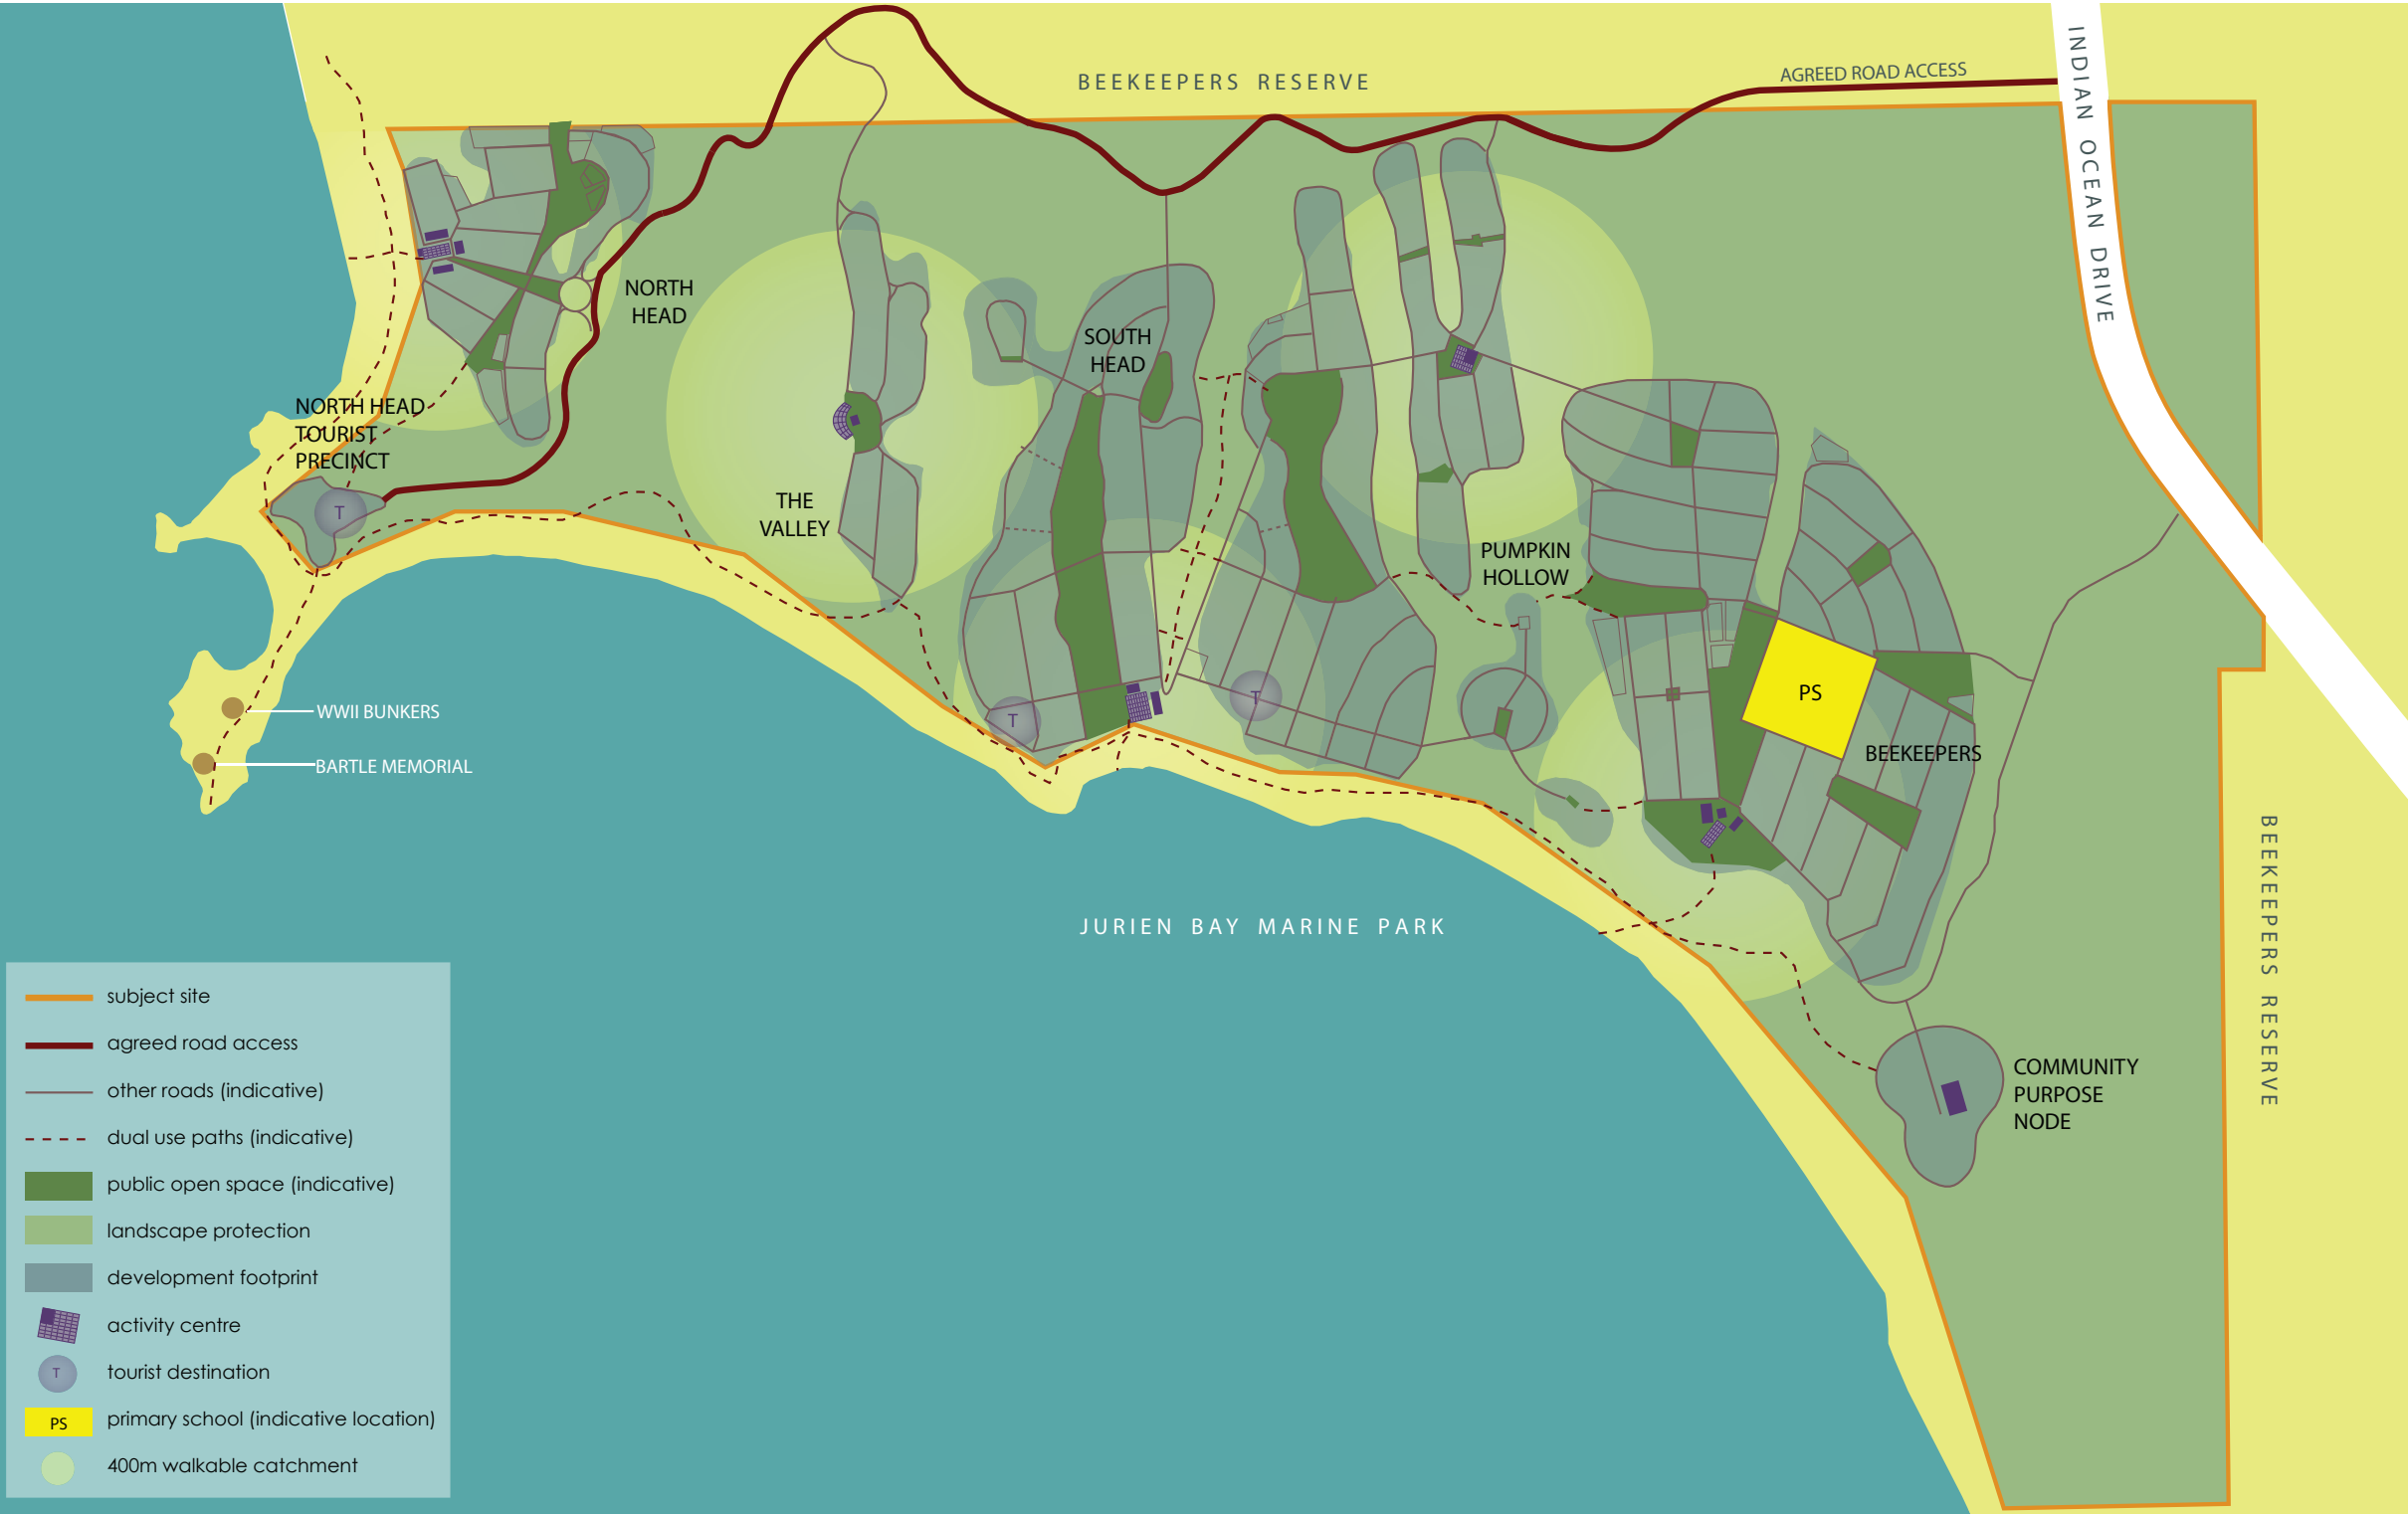 BEEKEEPERS RESERVE
AGREED ROAD ACCESS
INDIAN OCEAN DRIVE
NORTH
HEAD
SOUTH
HEAD
NORTH HEAD
TOURIST
PRECINCT
T
THE
VALLEY
PUMPKIN
HOLLOW
PS
T
T
WWII BUNKERS
BEEKEEPERS
BARTLE MEMORIAL
BEEKEEPERS RESERVE
JURIEN BAY MARINE PARK
COMMUNITY
PURPOSE
NODE
subject site
agreed road access
other roads (indicative)
dual use paths (indicative)
public open space (indicative)
landscape protection
development footprint
activity centre
T tourist destination
PS primary school (indicative location)
400m walkable catchment